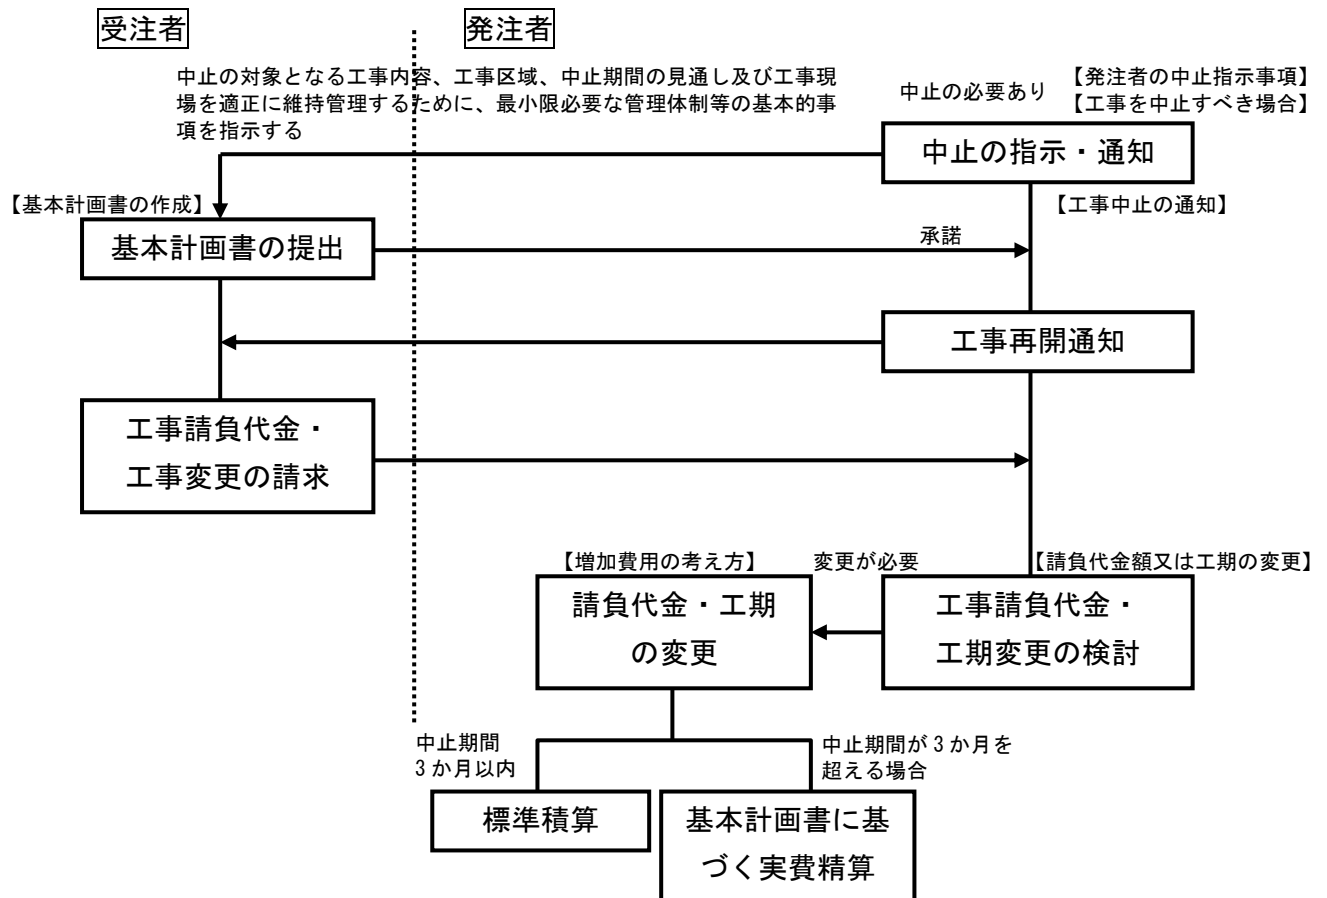 受注者
発注者
中止の対象となる工事内容、工事区域、中止期間の見通し及び工事現
場を適正に維持管理するために、最小限必要な管理体制等の基本的事
項を指示する
中止の必要あり
【発注者の中止指示事項】
【工事を中止すべき場合】
中止の指示・通知
【基本計画書の作成】
【工事中止の通知】
基本計画書の提出
承諾
工事再開通知
工事請負代金・
工事変更の請求
【増加費用の考え方】
変更が必要
【請負代金額又は工期の変更】
請負代金・工期
の変更
工事請負代金・
工期変更の検討
中止期間
3か月以内
中止期間が3か月を
超える場合
標準積算
基本計画書に基
づく実費精算